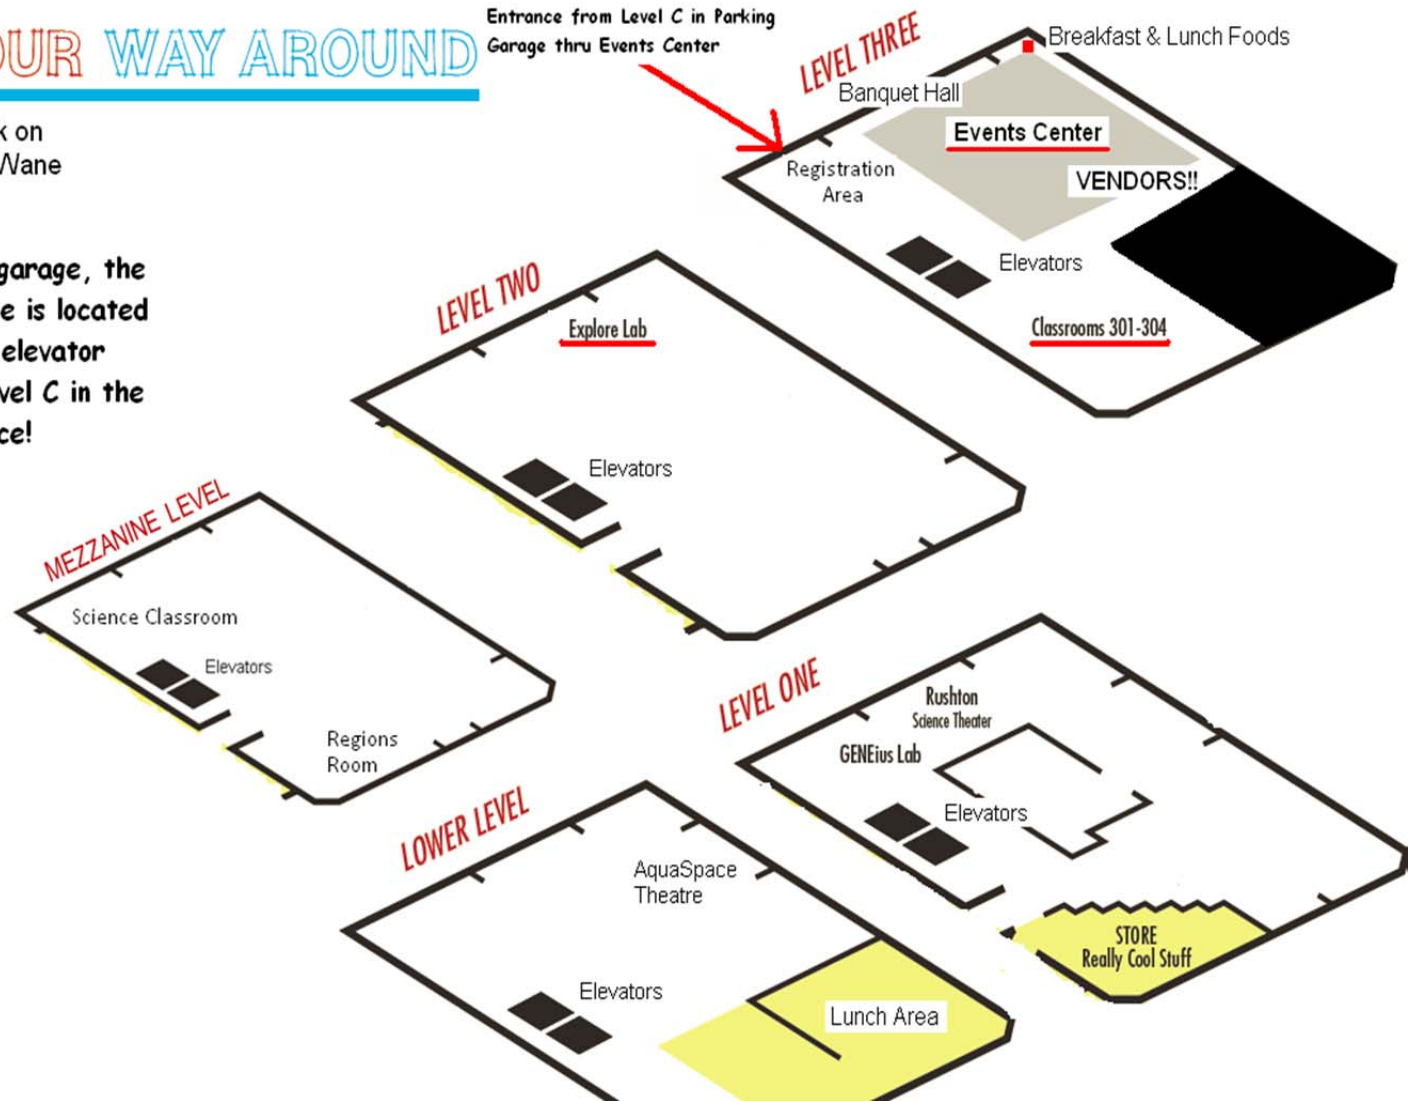 OUR WAY AROUND
Entrance from Level C in Parking
Garage thru Events Center
k on
Wane
garage, the
e is located
elevator
vel C in the
ce!
LEVEL THREE
Breakfast & Lunch Foods
Banquet Hall
Events Center
VENDORS!!
Registration
Area
Elevators
Classrooms 301-304
LEVEL TWO
Explore Lab
Elevators
MEZZANINE LEVEL
Science Classroom
Elevators
Regions
Room
LEVEL ONE
Rushton
Science Theater
GENEius Lab
Elevators
STORE
Really Cool Stuff
LOWER LEVEL
AquaSpace
Theatre
Elevators
Lunch Area